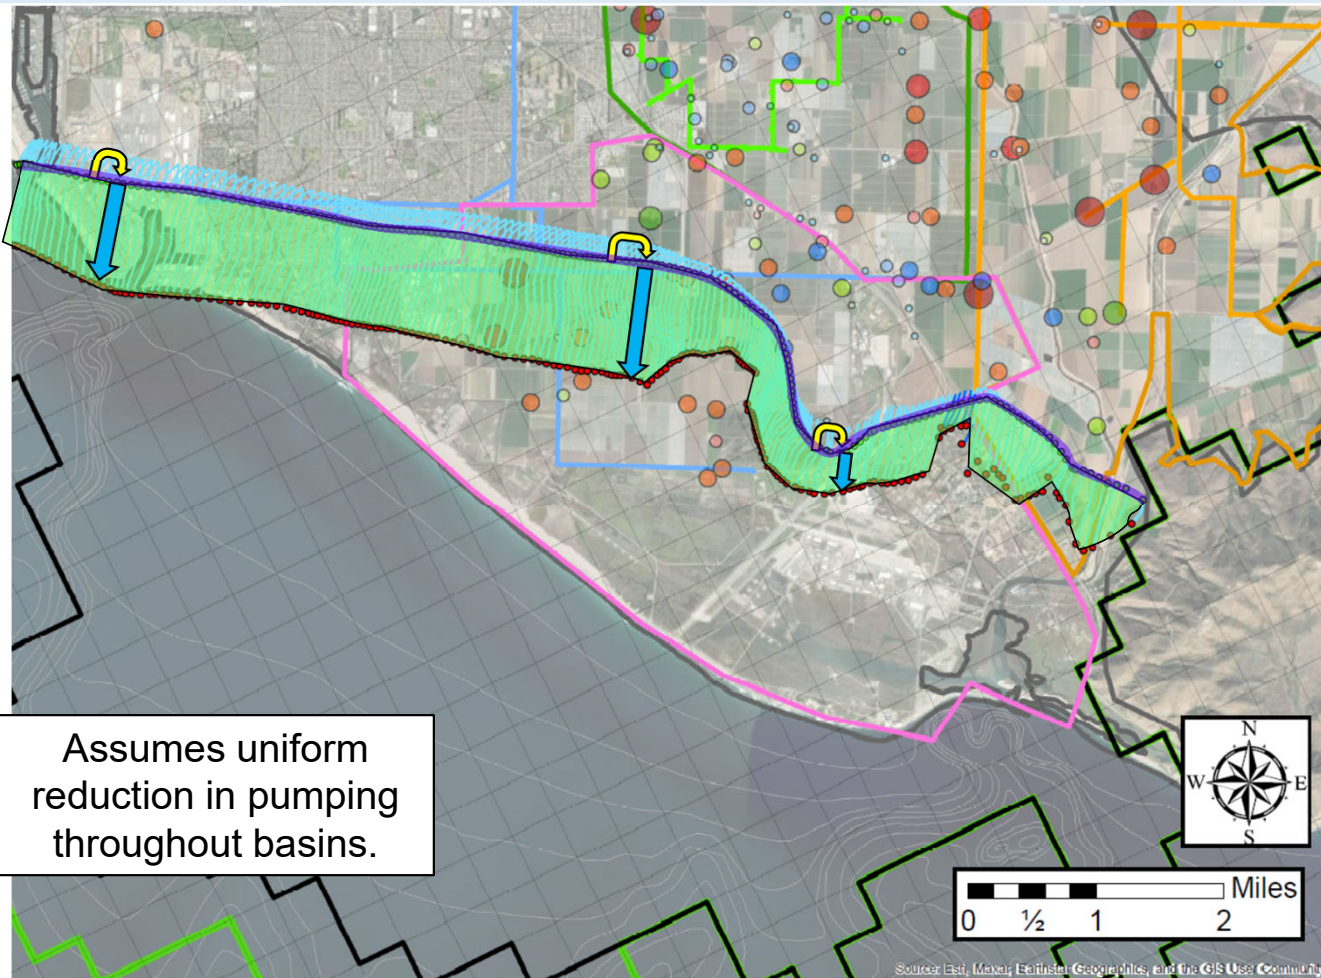 Assumes uniform
reduction in pumping
throughout basins.
N
W E
S
Miles
0 ½ 1 2
Source: Esri, Maxar, Earthstar Geographics, and the GIS User Communit